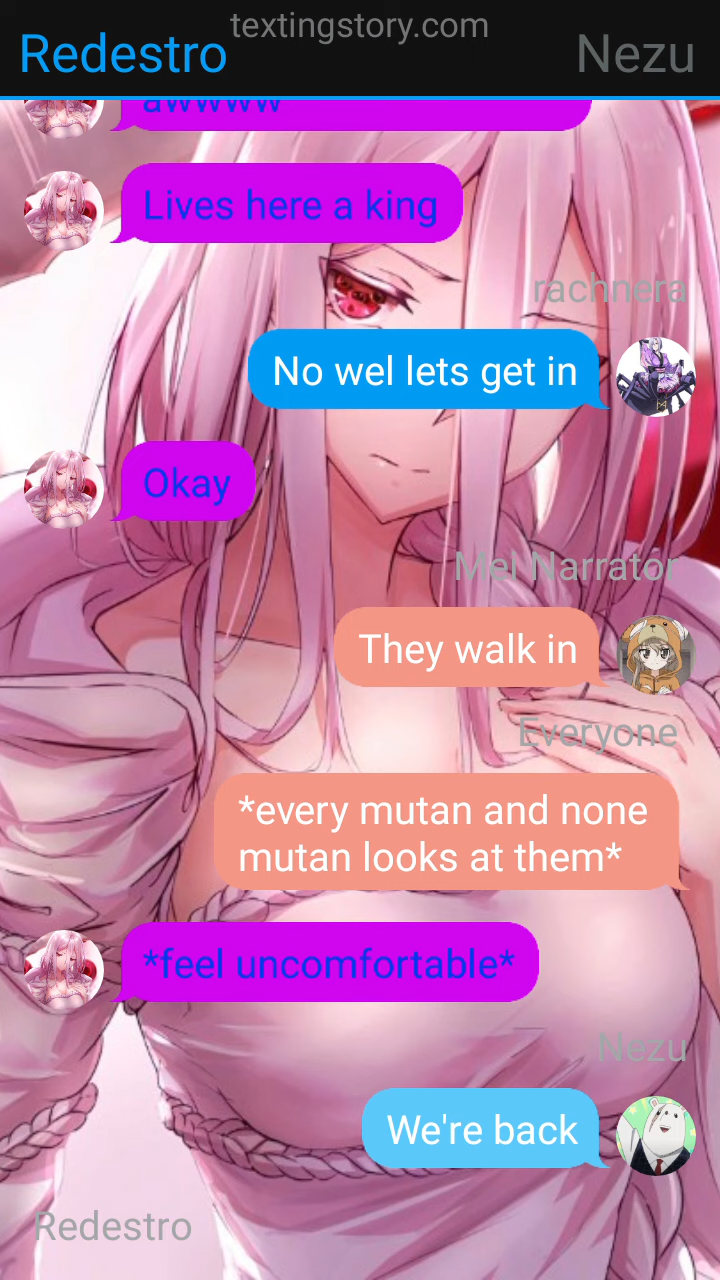 textingstory.com
Redestro
Nezu
awwww
Lives here a king
rachnera
No wel lets get in
Okay
Mel Narrator
They walk in
Everyone
*every mutan and none
mutan looks at them*
*feel uncomfortable*
Nezu
We're back
Redestro